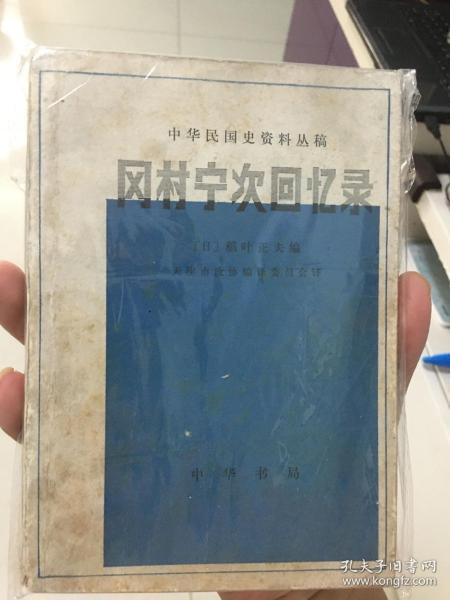 中华民国史资料丛稿
冈村宁次回忆录
〔日〕稻叶正夫编
天津市政协编译委员会译
中华书局
孔夫子旧书网
www.kongfz.com